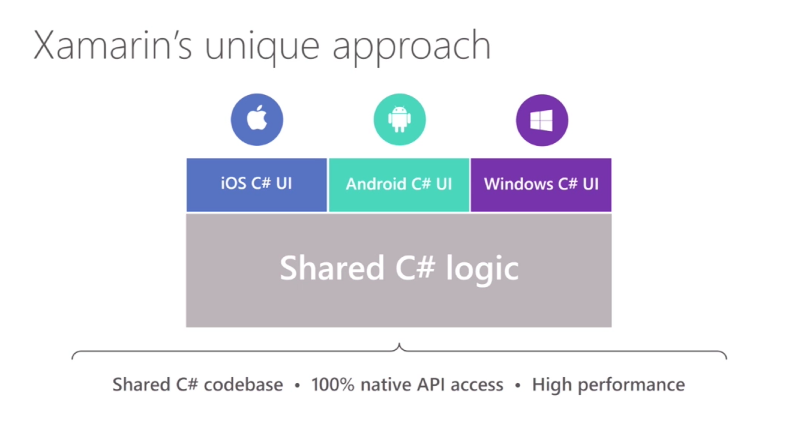 Xamarin's unique approach
iOS C# UI
Android C# UI
Windows C# UI
Shared C# logic
Shared C# codebase • 100% native API access • High performance